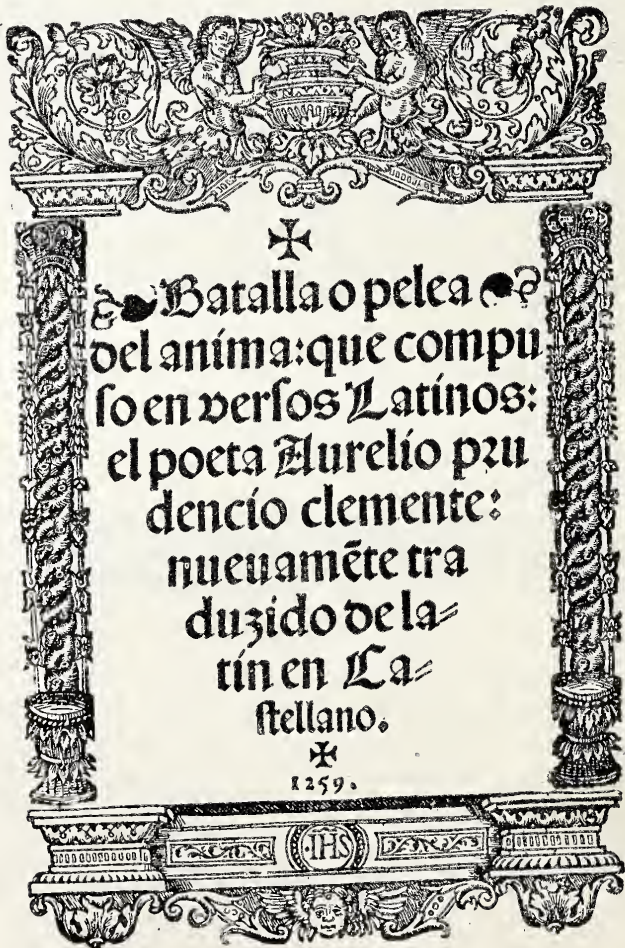 ✠
Batalla o pelea
del anima: que compu
ſo en verſos Latinos:
el poeta Aurelio pru
dencio clemente:
nueuamẽte tra
duzido de la⸗
tin en Ca⸗
ſtellano.
✠
1259.
IHS